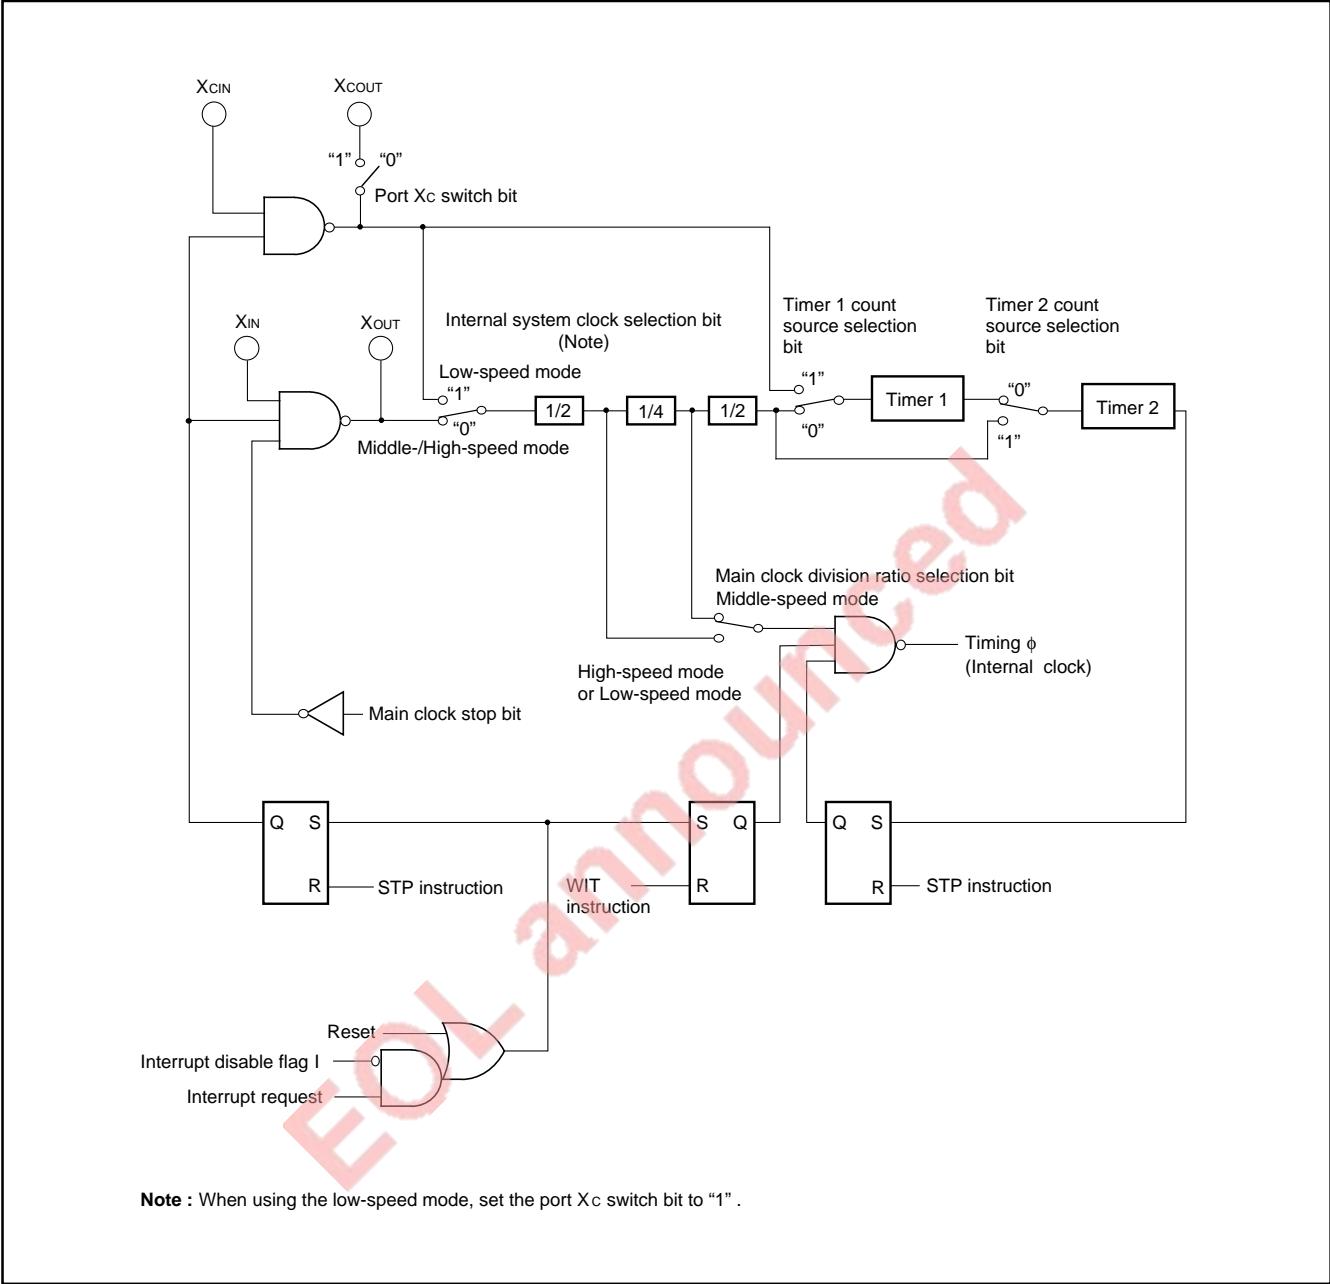 XCIN
XCOUT
“1” “0”
Port XC switch bit
XIN
XOUT
Internal system clock selection bit
(Note)
Timer 1 count
source selection
bit
Timer 2 count
source selection
bit
Low-speed mode
“1”
“0”
Middle-/High-speed mode
1/2
1/4
1/2
“1”
“0”
Timer 1
“0”
“1”
Timer 2
Main clock division ratio selection bit
Middle-speed mode
High-speed mode
or Low-speed mode
Timing ϕ
(Internal clock)
Main clock stop bit
Q S
R
STP instruction
WIT
instruction
S Q
R
Q S
R
STP instruction
Reset
Interrupt disable flag I
Interrupt request
EOL announced
Note : When using the low-speed mode, set the port XC switch bit to “1” .